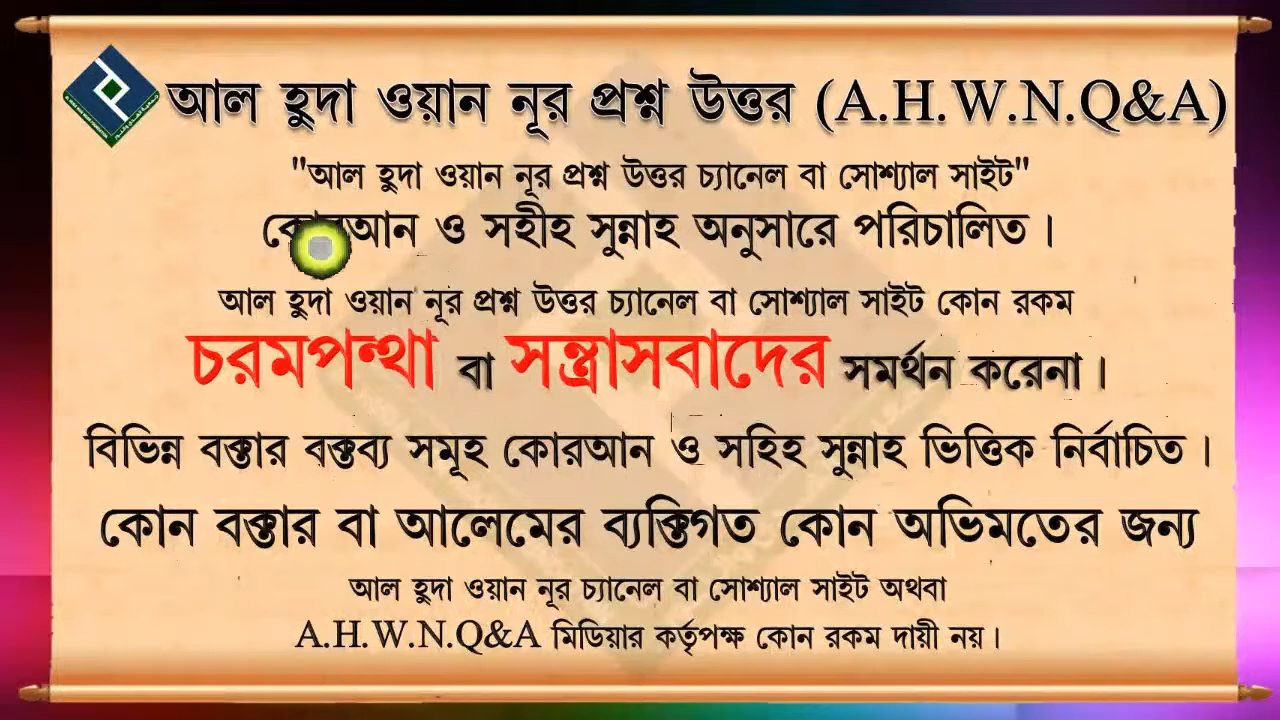 আল হুদা ওয়ান নূর প্রশ্ন উত্তর (A.H.W.N.Q&A)
"আল হুদা ওয়ান নূর প্রশ্ন উত্তর চ্যানেল বা সোশ্যাল সাইট"
কোরআন ও সহীহ সুন্নাহ অনুসারে পরিচালিত।
আল হুদা ওয়ান নূর প্রশ্ন উত্তর চ্যানেল বা সোশ্যাল সাইট কোন রকম
চরমপন্থা বা সন্ত্রাসবাদের সমর্থন করেনা।
বিভিন্ন বক্তার বক্তব্য সমূহ কোরআন ও সহিহ সুন্নাহ ভিত্তিক নির্বাচিত।
কোন বক্তার বা আলেমের ব্যক্তিগত কোন অভিমতের জন্য
আল হুদা ওয়ান নূর চ্যানেল বা সোশ্যাল সাইট অথবা
A.H.W.N.Q&A মিডিয়ার কর্তৃপক্ষ কোন রকম দায়ী নয়।